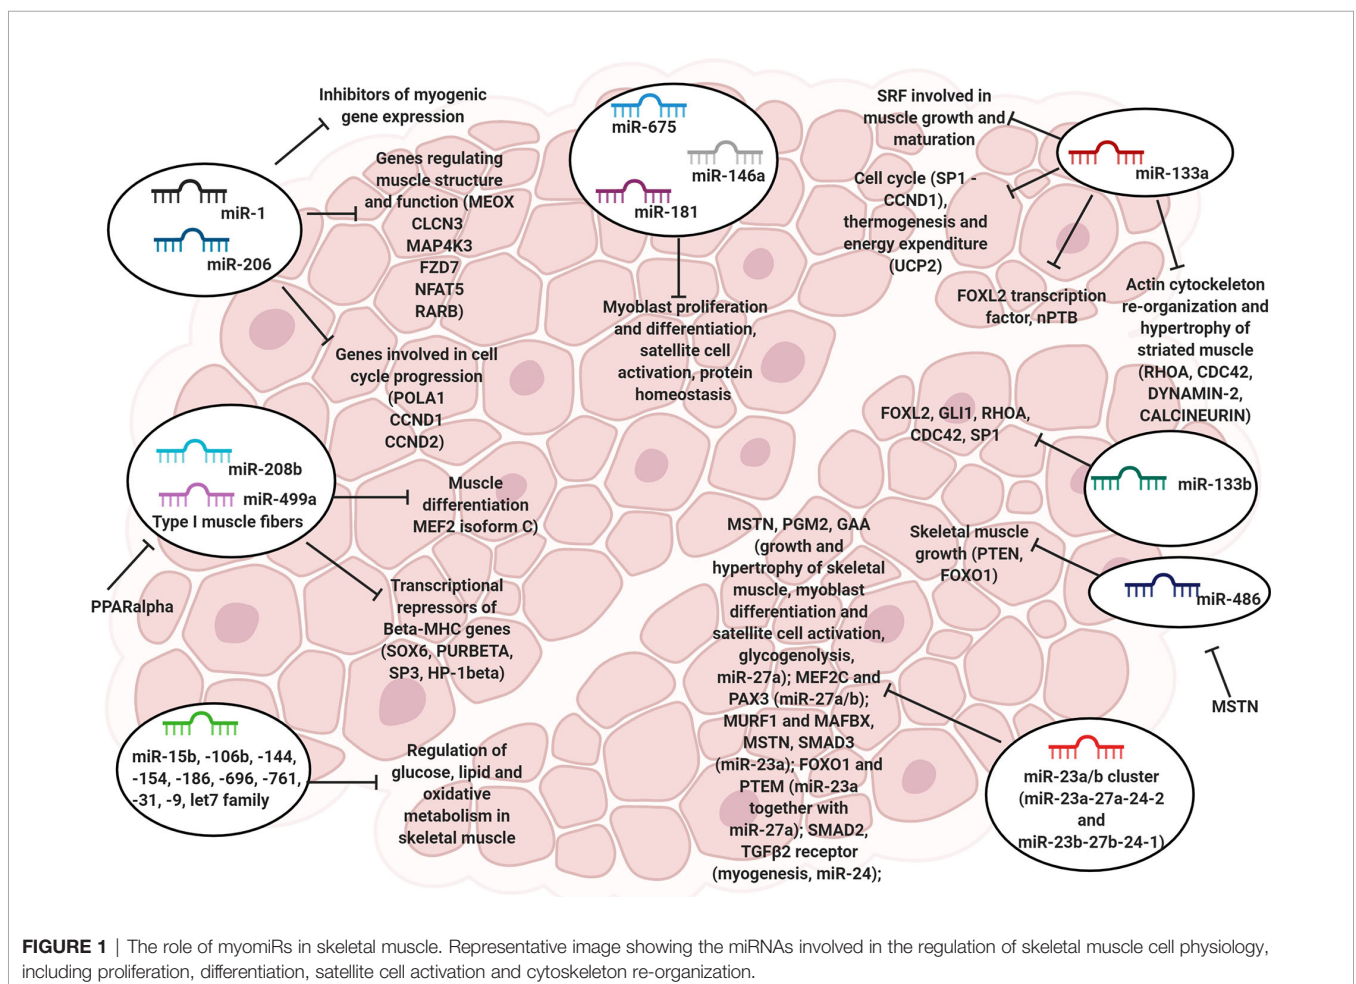 Inhibitors of myogenic
gene expression
miR-1
miR-206
Genes regulating
muscle structure
and function (MEOX
CLCN3
MAP4K3
FZD7
NFAT5
RARB)
Genes involved in cell
cycle progression
(POLA1
CCND1
CCND2)
miR-675
miR-146a
miR-181
Myoblast proliferation
and differentiation,
satellite cell
activation, protein
homeostasis
SRF involved in
muscle growth and
maturation
miR-133a
Cell cycle (SP1 -
CCND1),
thermogenesis and
energy expenditure
(UCP2)
FOXL2 transcription
factor, nPTB
Actin cytockeleton
re-organization and
hypertrophy of
striated muscle
(RHOA, CDC42,
DYNAMIN-2,
CALCINEURIN)
miR-208b
miR-499a
Type I muscle fibers
PPARalpha
Muscle
differentiation
MEF2 isoform C)
Transcriptional
repressors of
Beta-MHC genes
(SOX6, PURBETA,
SP3, HP-1beta)
FOXL2, GLI1, RHOA,
CDC42, SP1
miR-133b
Skeletal muscle
growth (PTEN,
FOXO1)
miR-486
MSTN
miR-15b, -106b, -144,
-154, -186, -696, -761,
-31, -9, let7 family
Regulation of
glucose, lipid and
oxidative
metabolism in
skeletal muscle
MSTN, PGM2, GAA
(growth and
hypertrophy of skeletal
muscle, myoblast
differentiation and
satellite cell activation,
glycogenolysis,
miR-27a); MEF2C and
PAX3 (miR-27a/b);
MURF1 and MAFBX,
MSTN, SMAD3
(miR-23a); FOXO1 and
PTEM (miR-23a
together with
miR-27a); SMAD2,
TGFβ2 receptor
(myogenesis, miR-24);
miR-23a/b cluster
(miR-23a-27a-24-2
and
miR-23b-27b-24-1)
FIGURE 1 | The role of myomiRs in skeletal muscle. Representative image showing the miRNAs involved in the regulation of skeletal muscle cell physiology,
including proliferation, differentiation, satellite cell activation and cytoskeleton re-organization.